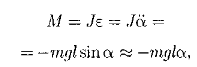 M = Jε = Jα̈ =
= −mgl sin α ≈ −mglα,